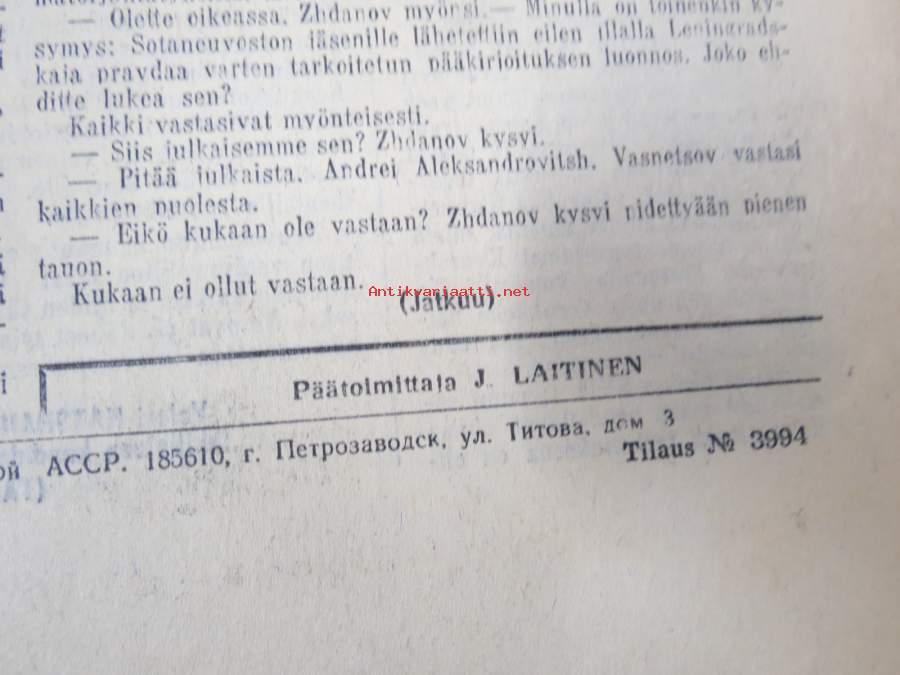 — Olette oikeassa, Zhdanov myönsi. — Minulla on toinenkin ky-
symys: Sotaneuvoston jäsenille lähetettiin eilen illalla Leningrads-
kaja pravdaa varten tarkoitetun pääkirjoituksen luonnos. Joko eh-
ditte lukea sen?
Kaikki vastasivat myönteisesti.
— Siis julkaisemme sen? Zhdanov kysyi.
— Pitää julkaista, Andrei Aleksandrovitsh, Vasnetsov vastasi
kaikkien puolesta.
— Eikö kukaan ole vastaan? Zhdanov kysyi pidettyään pienen
tauon.
Kukaan ei ollut vastaan.
(Jatkuu).
Antikvariaatti.net
Päätoimittaja J. LAITINEN
ой АССР. 185610, г. Петрозаводск, ул. Титова, дом 3
Tilaus № 3994